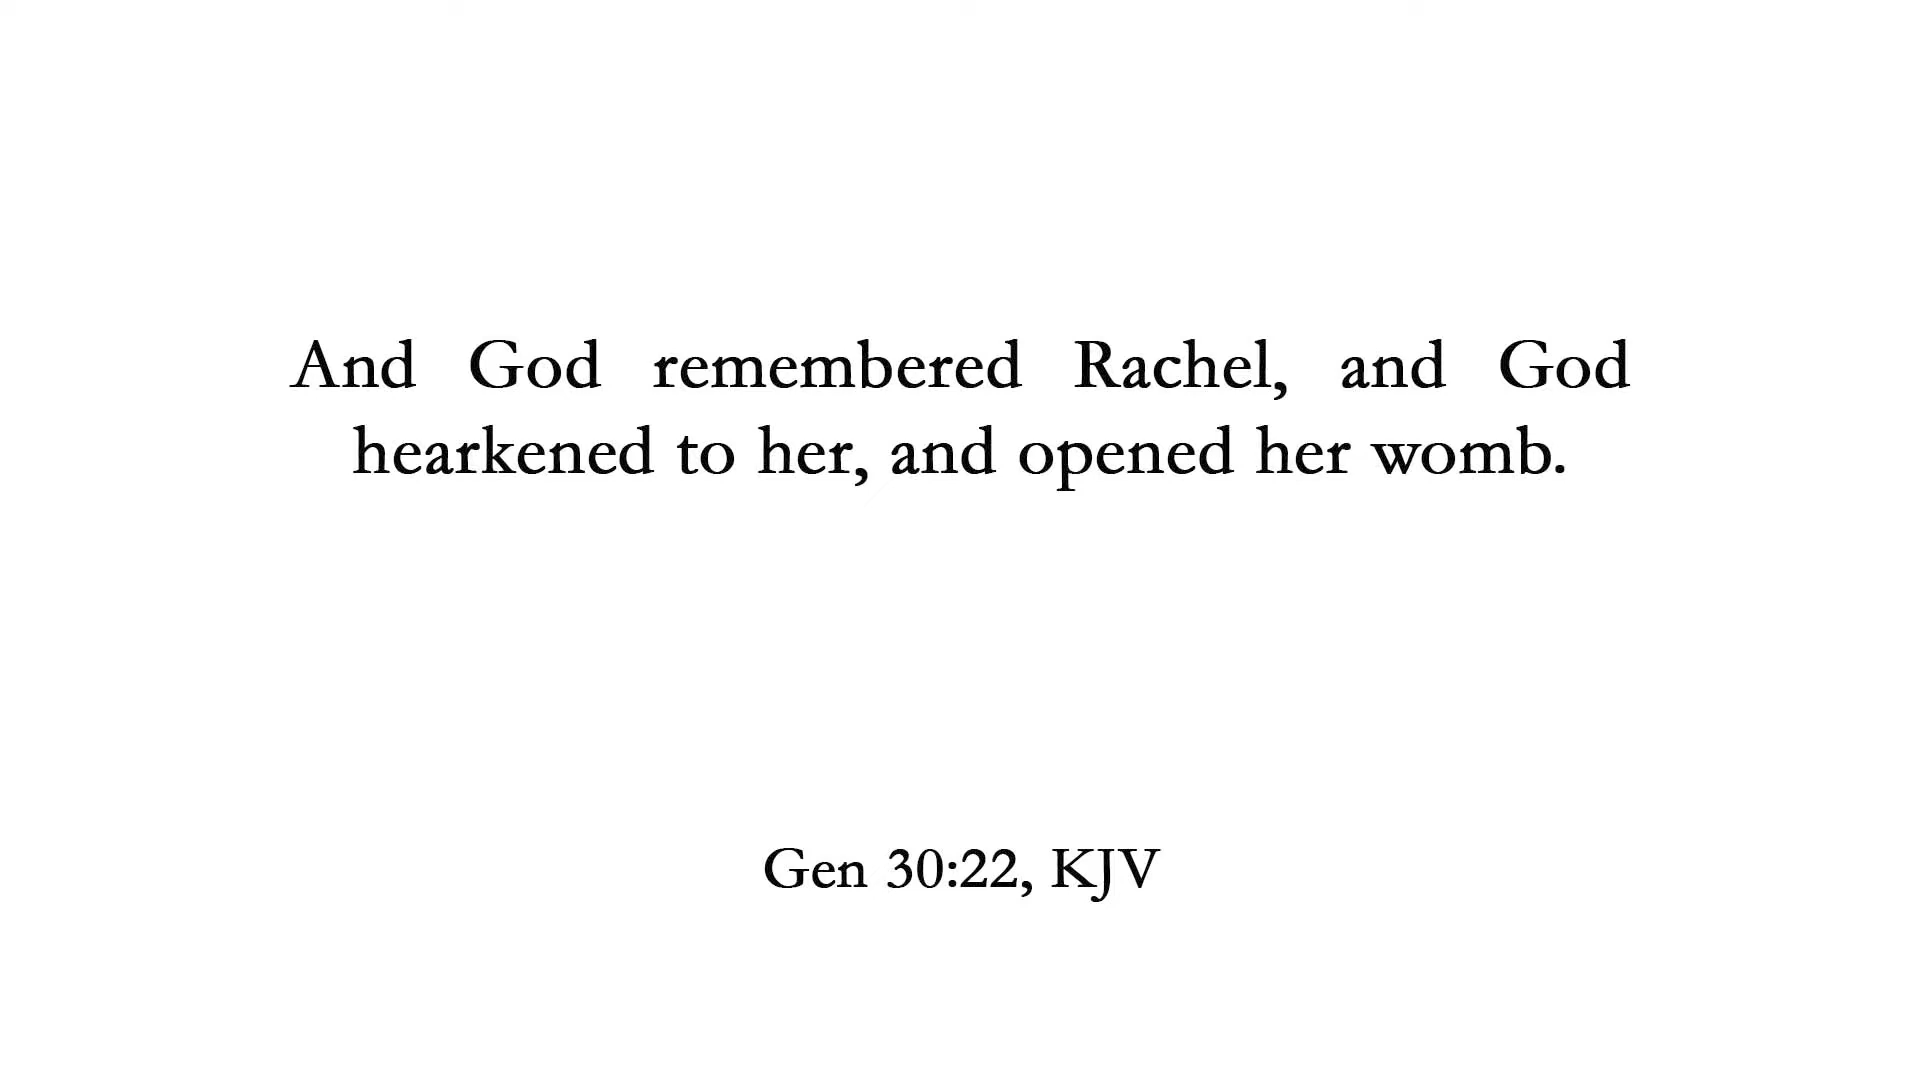 And God remembered Rachel, and God
hearkened to her, and opened her womb.
Gen 30:22, KJV